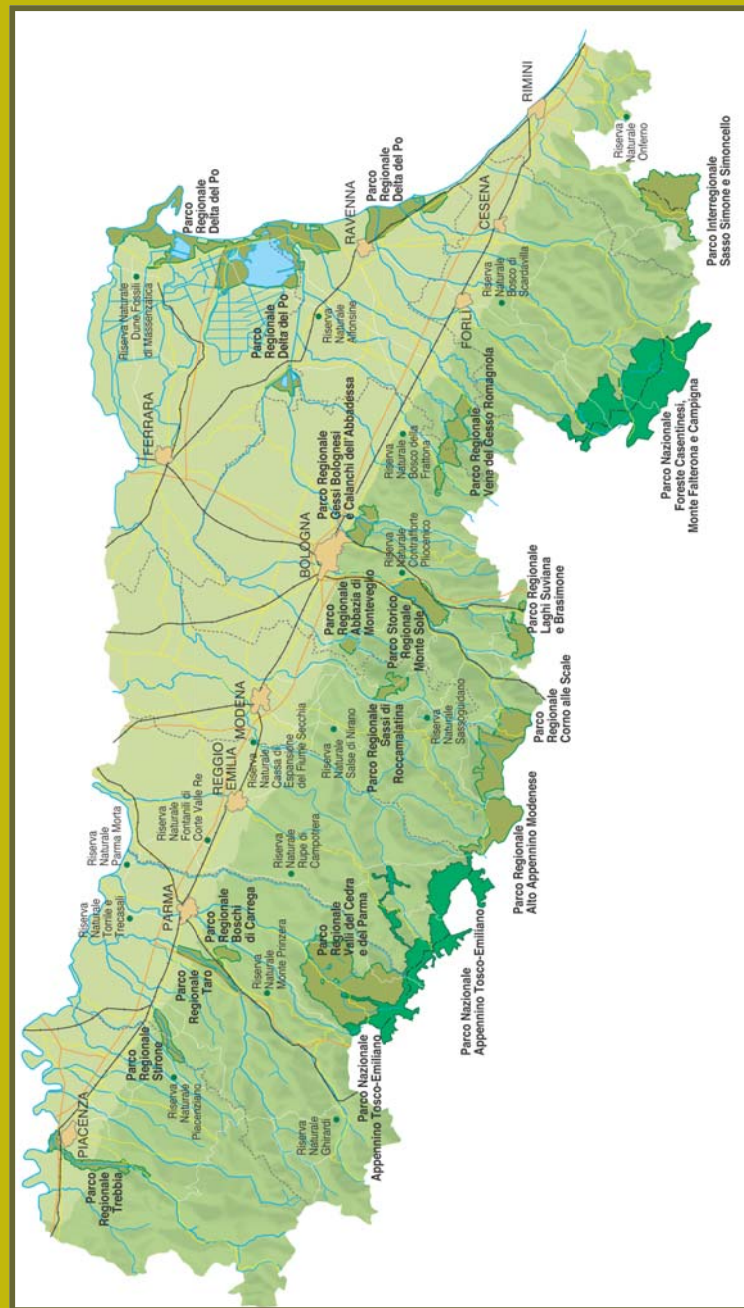 PIACENZA
Parco
Regionale
Trebbia
Parco
Regionale
Stirone
Riserva
Naturale
Piacenziano
Riserva
Naturale
Ghirardi
Parco
Regionale
Taro
PARMA
Riserva
Naturale
Torrile e
Trecasali
Riserva
Naturale
Parma Morta
Parco
Regionale
Boschi
di Carrega
Riserva
Naturale
Monte Prinzera
Parco Nazionale
Appennino Tosco-Emiliano
Parco
Regionale
Valli del Cedra
e del Parma
Parco Nazionale
Appennino Tosco-Emiliano
Riserva
Naturale
Fontanili di
Corte Valle Re
REGGIO
EMILIA
Riserva
Naturale
Rupe di
Campotrera
Riserva
Naturale
Cassa di
Espansione
del Fiume Secchia
MODENA
Riserva
Naturale
Salse di Nirano
Parco Regionale
Sassi di
Roccamalatina
Riserva
Naturale
Sassoguidano
Parco Regionale
Alto Appennino Modenese
Parco
Regionale
Corno alle Scale
Parco
Regionale
Abbazia di
Monteveglio
Parco Storico
Regionale
Monte Sole
BOLOGNA
Parco Regionale
Gessi Bolognesi
e Calanchi dell'Abbadessa
Riserva
Naturale
Contrafforte
Pliocenico
Parco Regionale
Laghi Suviana
e Brasimone
FERRARA
Riserva Naturale
Dune Fossili
di Massenzatica
Parco
Regionale
Delta del Po
Parco
Regionale
Delta del Po
Riserva
Naturale
Alfonsine
RAVENNA
Parco
Regionale
Delta del Po
Riserva
Naturale
Bosco della
Frattona
Parco Regionale
Vena del Gesso Romagnola
FORLÌ
Riserva
Naturale
Bosco di
Scardavilla
CESENA
RIMINI
Riserva
Naturale
Onferno
Parco Nazionale
Foreste Casentinesi,
Monte Falterona e Campigna
Parco Interregionale
Sasso Simone e Simoncello